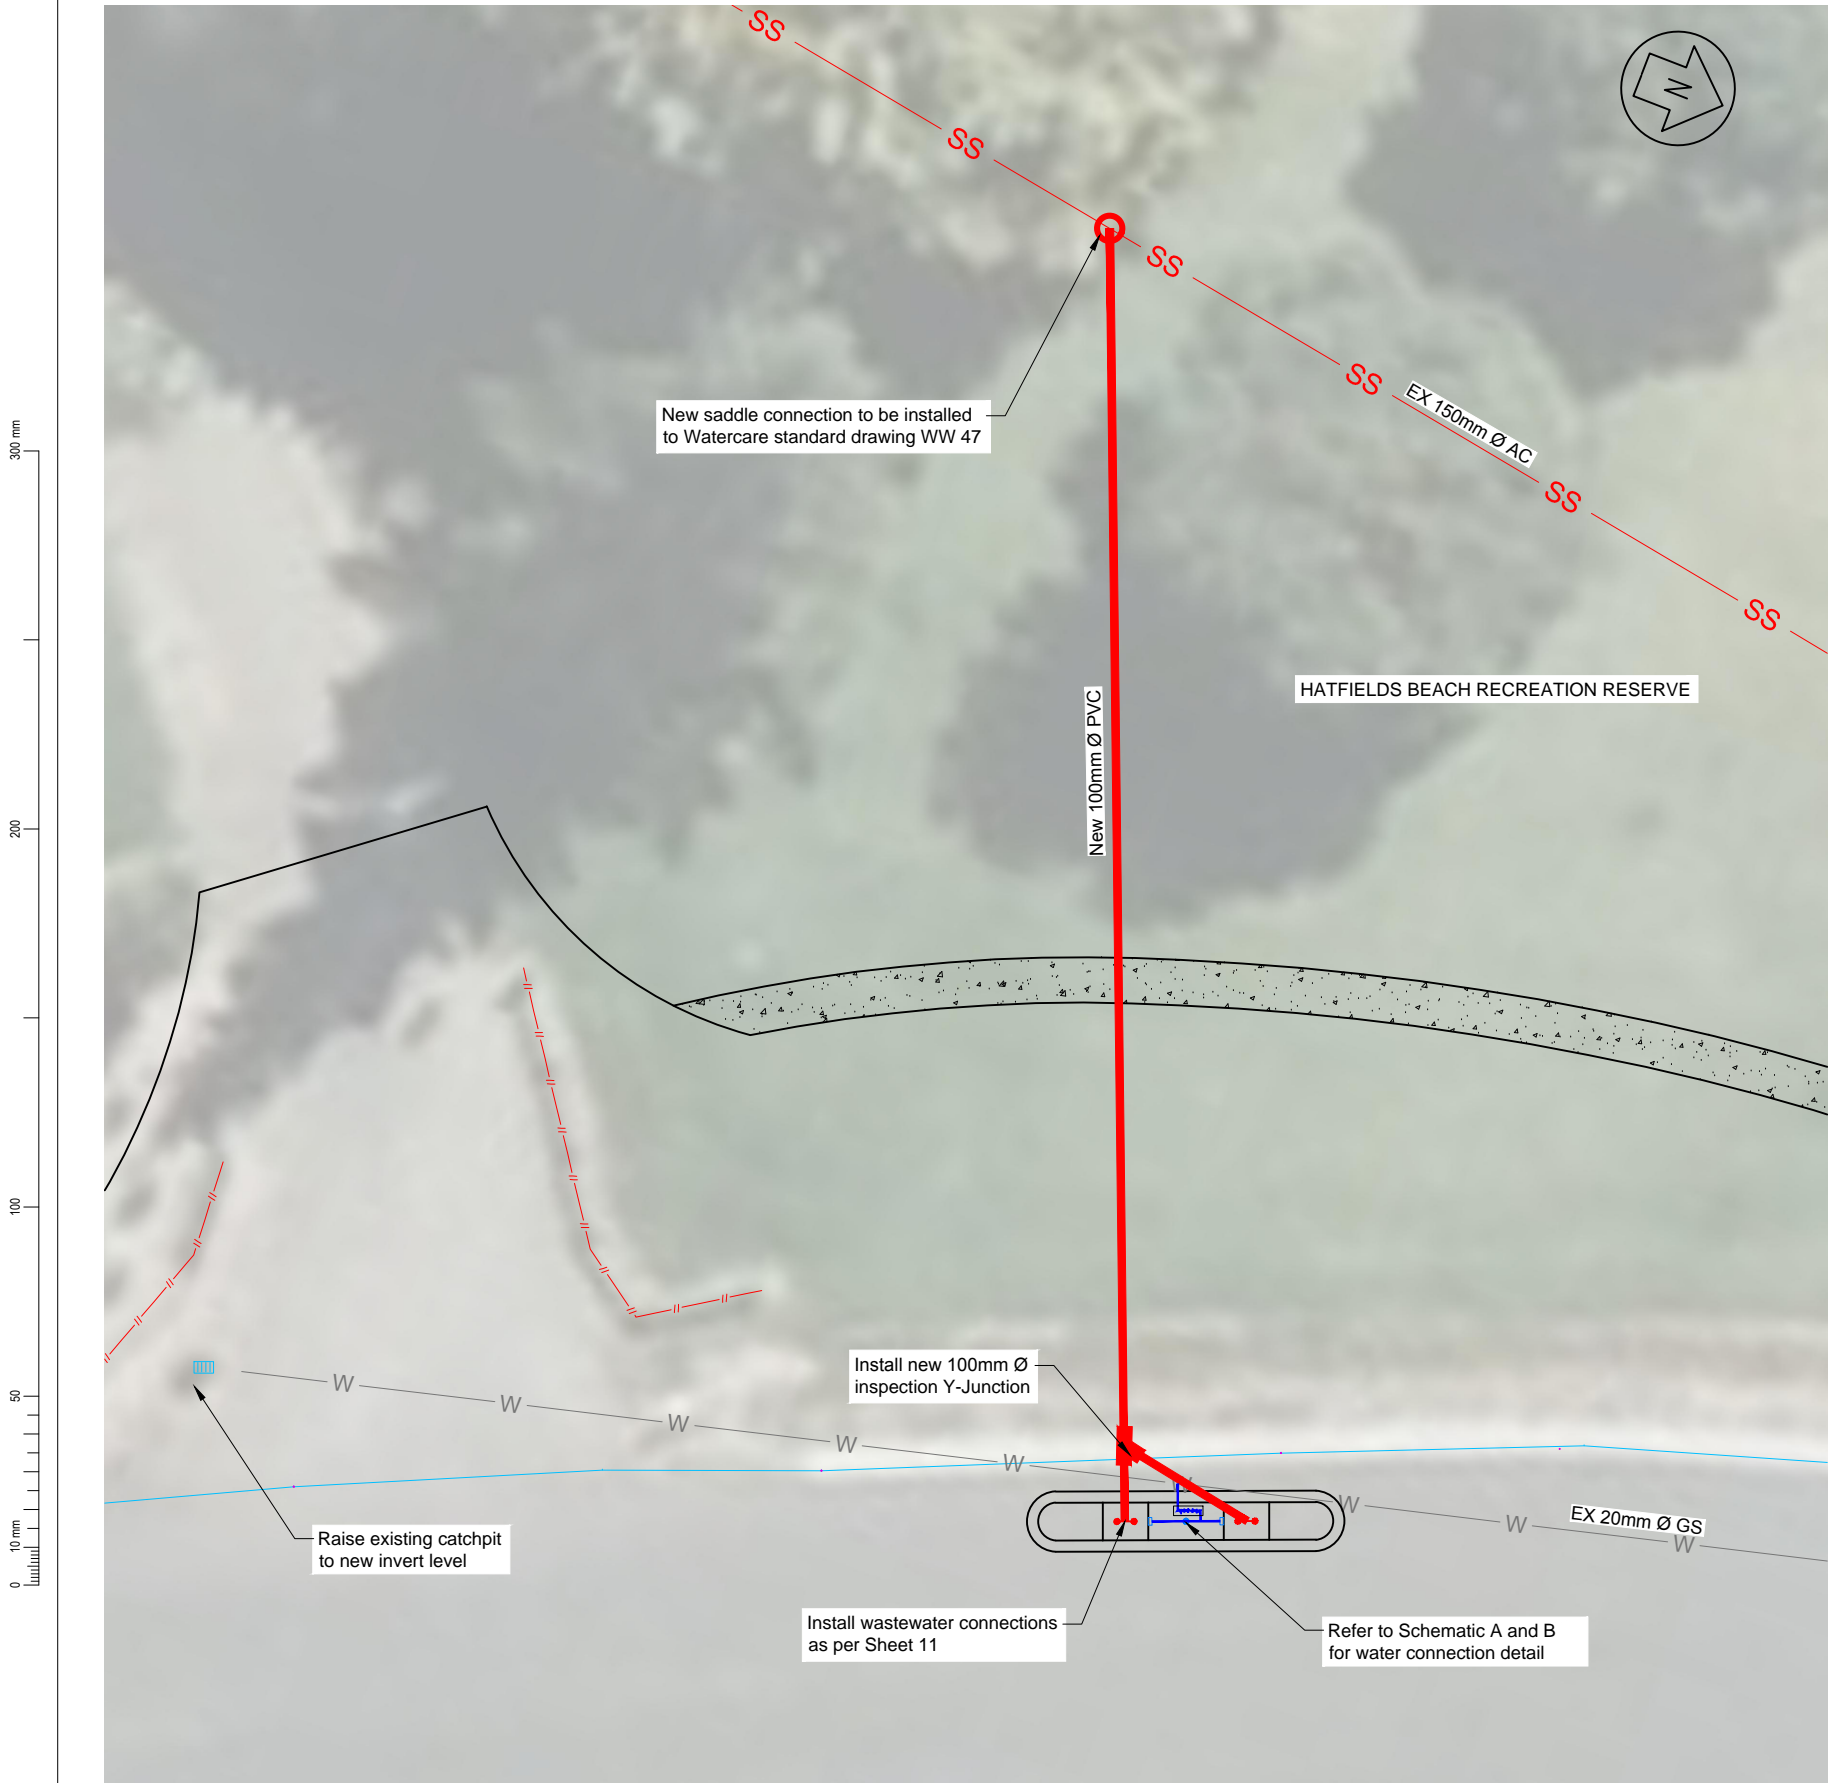 SS
N
SS
SS
New saddle connection to be installed
to Watercare standard drawing WW 47
SS
EX 150mm Ø AC
SS
SS
300 mm
HATFIELDS BEACH RECREATION RESERVE
New 100mm Ø PVC
200
100
Install new 100mm Ø
inspection Y-Junction
W
W
W
W
W
W
W
W
W
50
EX 20mm Ø GS
Raise existing catchpit
to new invert level
10 mm
0
Install wastewater connections
as per Sheet 11
Refer to Schematic A and B
for water connection detail